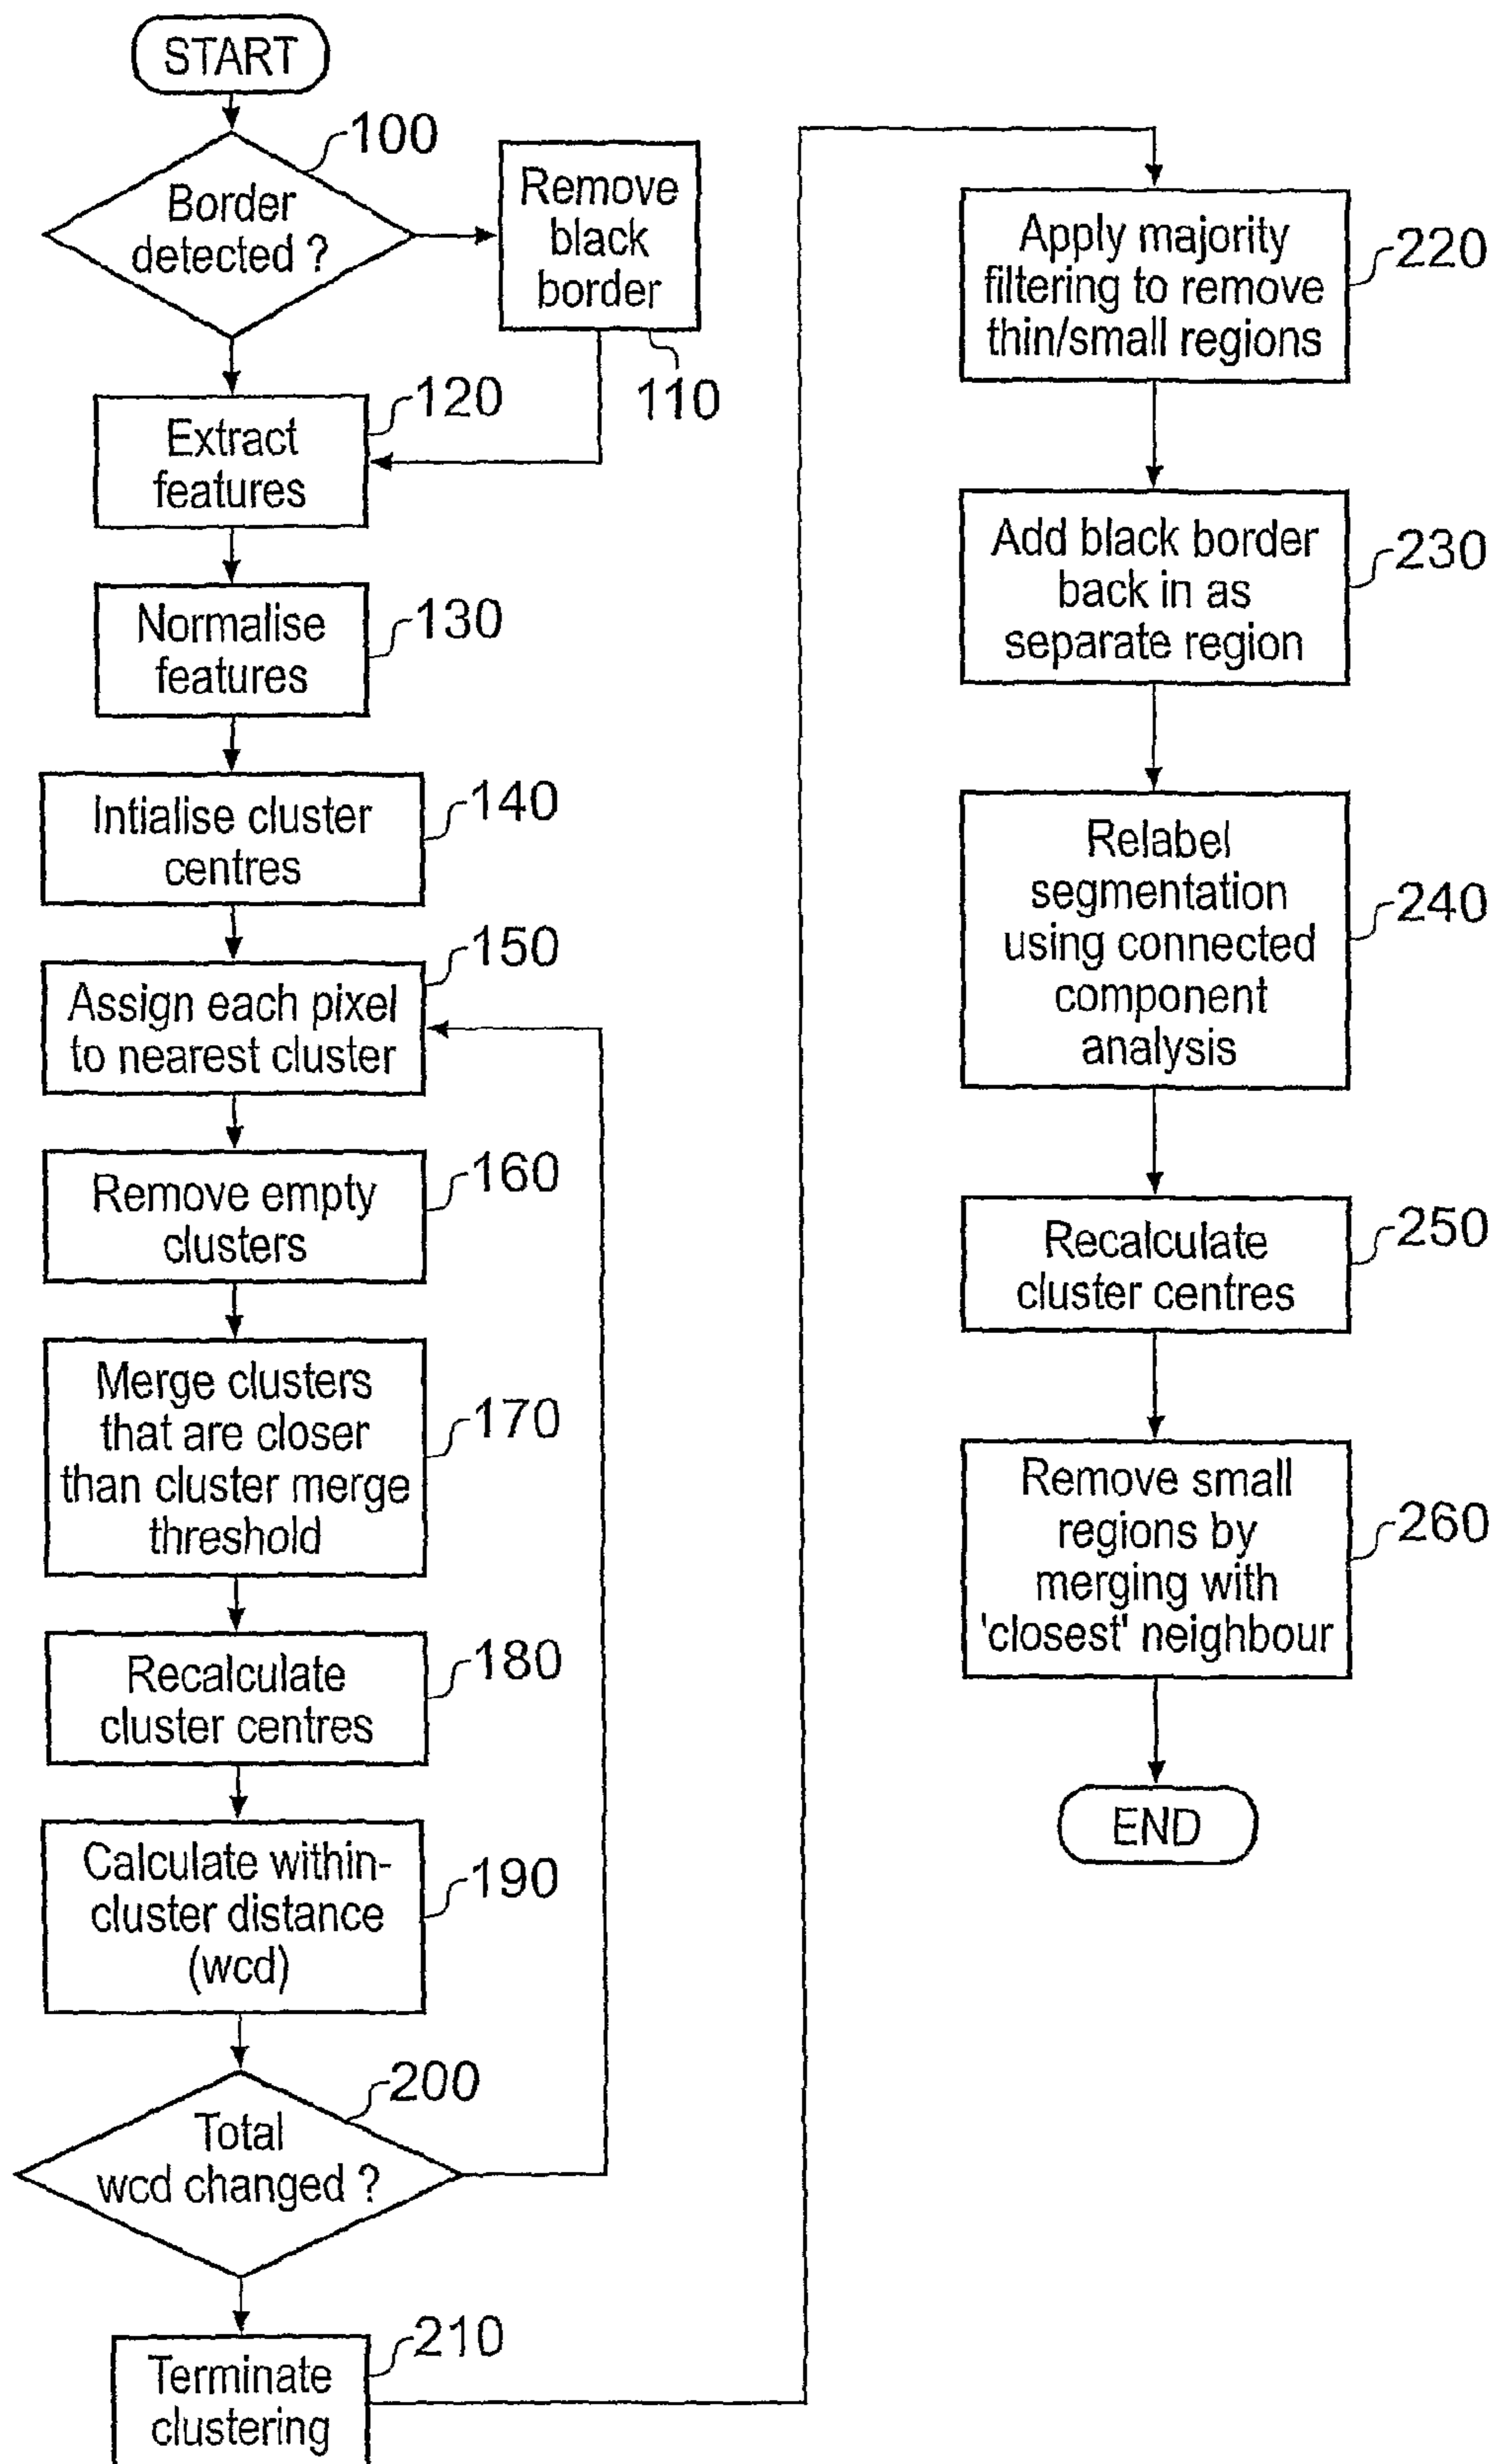 START
100
Border
detected ?
Remove
black
border
110
120
Extract
features
130
Normalise
features
140
Intialise cluster
centres
150
Assign each pixel
to nearest cluster
160
Remove empty
clusters
170
Merge clusters
that are closer
than cluster merge
threshold
180
Recalculate
cluster centres
190
Calculate within-
cluster distance
(wcd)
200
Total
wcd changed ?
210
Terminate
clustering
220
Apply majority
filtering to remove
thin/small regions
230
Add black border
back in as
separate region
240
Relabel
segmentation
using connected
component
analysis
250
Recalculate
cluster centres
260
Remove small
regions by
merging with
'closest' neighbour
END